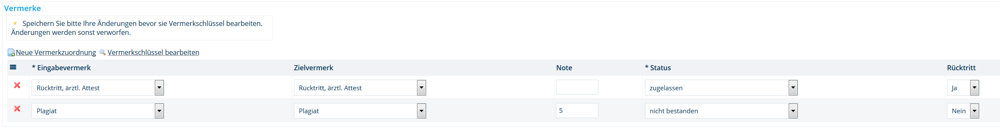 Vermerke
Speichern Sie bitte Ihre Änderungen bevor sie Vermerkschlüssel bearbeiten.
Änderungen werden sonst verworfen.
Neue Vermerkzuordnung Vermerkschlüssel bearbeiten
* Eingabevermerk Zielvermerk Note * Status Rücktritt
Rücktritt, ärztl. Attest Rücktritt, ärztl. Attest zugelassen Ja
Plagiat Plagiat 5 nicht bestanden Nein